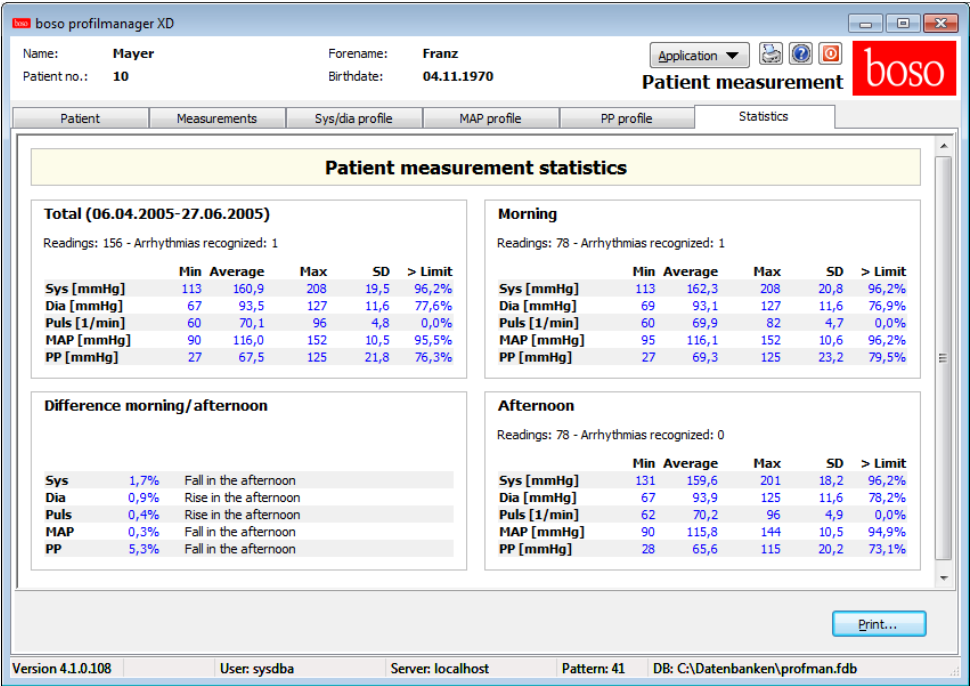 boso boso profilmanager XD
Name: Mayer Forename: Franz Application
Patient no.: 10 Birthdate: 04.11.1970 Patient measurement boso
Patient Measurements Sys/dia profile MAP profile PP profile Statistics
Patient measurement statistics
Total (06.04.2005-27.06.2005)
Readings: 156 - Arrhythmias recognized: 1
Min Average Max SD > Limit
Sys [mmHg] 113 160,9 208 19,5 96,2%
Dia [mmHg] 67 93,5 127 11,6 77,6%
Puls [1/min] 60 70,1 96 4,8 0,0%
MAP [mmHg] 90 116,0 152 10,5 95,5%
PP [mmHg] 27 67,5 125 21,8 76,3%
Morning
Readings: 78 - Arrhythmias recognized: 1
Min Average Max SD > Limit
Sys [mmHg] 113 162,3 208 20,8 96,2%
Dia [mmHg] 69 93,1 127 11,6 76,9%
Puls [1/min] 60 69,9 82 4,7 0,0%
MAP [mmHg] 95 116,1 152 10,6 96,2%
PP [mmHg] 27 69,3 125 23,2 79,5%
Difference morning/afternoon
Sys 1,7% Fall in the afternoon
Dia 0,9% Rise in the afternoon
Puls 0,4% Rise in the afternoon
MAP 0,3% Fall in the afternoon
PP 5,3% Fall in the afternoon
Afternoon
Readings: 78 - Arrhythmias recognized: 0
Min Average Max SD > Limit
Sys [mmHg] 131 159,6 201 18,2 96,2%
Dia [mmHg] 67 93,9 125 11,6 78,2%
Puls [1/min] 62 70,2 96 4,9 0,0%
MAP [mmHg] 90 115,8 144 10,5 94,9%
PP [mmHg] 28 65,6 115 20,2 73,1%
Print...
Version 4.1.0.108 User: sysdba Server: localhost Pattern: 41 DB: C:\Datenbanken\profman.fdb